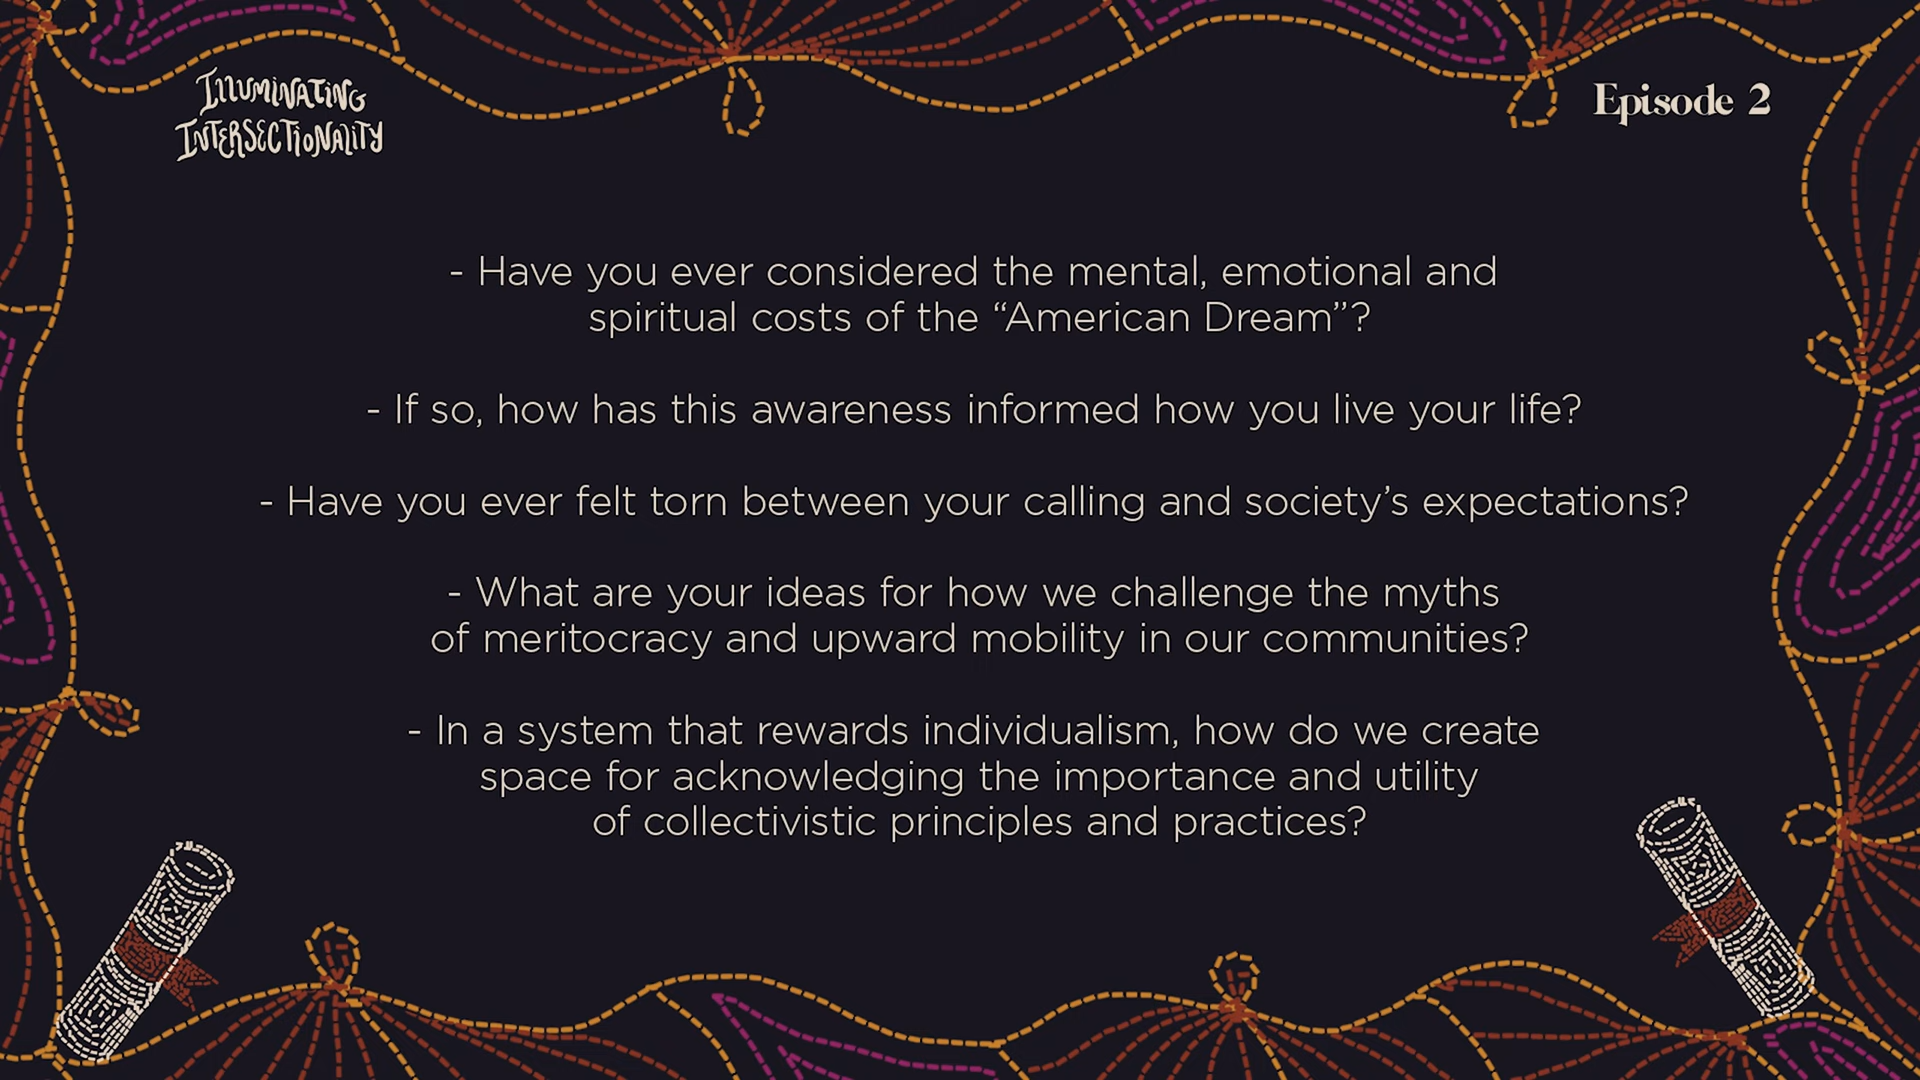 Illuminating
Intersectionality
Episode 2
- Have you ever considered the mental, emotional and
spiritual costs of the “American Dream”?
- If so, how has this awareness informed how you live your life?
- Have you ever felt torn between your calling and society’s expectations?
- What are your ideas for how we challenge the myths
of meritocracy and upward mobility in our communities?
- In a system that rewards individualism, how do we create
space for acknowledging the importance and utility
of collectivistic principles and practices?